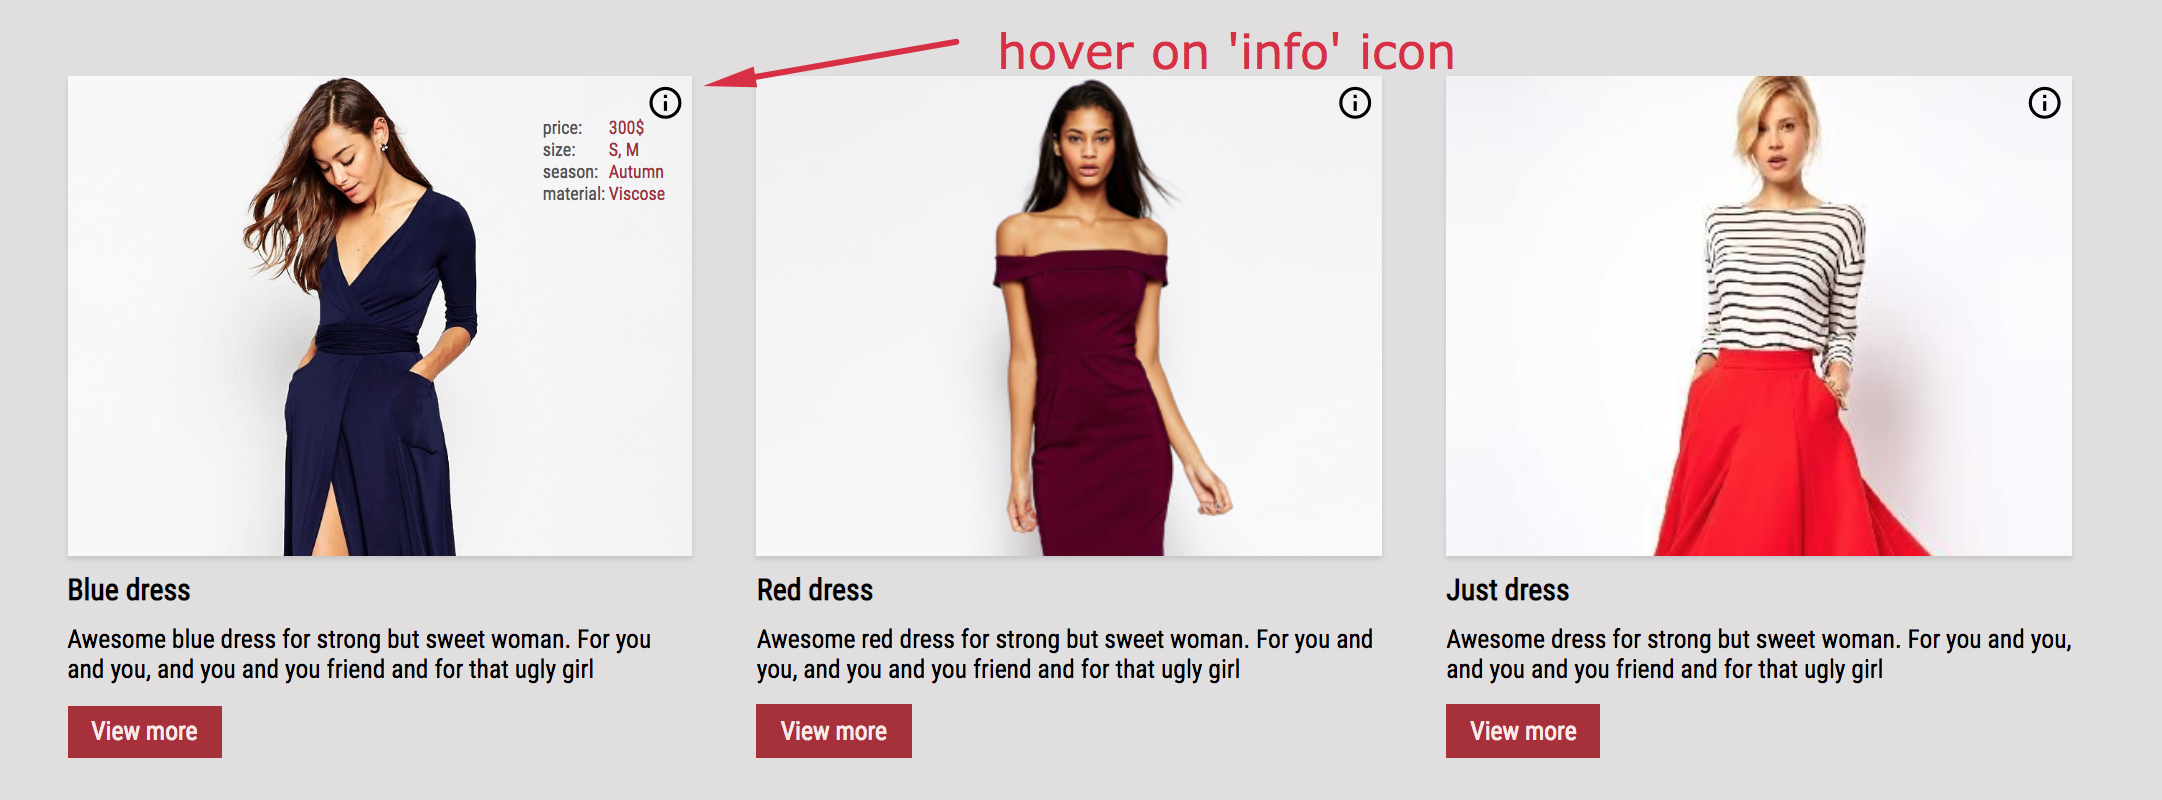 hover on 'info' icon
price: 300$
size: S, M
season: Autumn
material: Viscose
Blue dress
Awesome blue dress for strong but sweet woman. For you
and you, and you and you friend and for that ugly girl
View more
Red dress
Awesome red dress for strong but sweet woman. For you and
you, and you and you friend and for that ugly girl
View more
Just dress
Awesome dress for strong but sweet woman. For you and you,
and you and you friend and for that ugly girl
View more